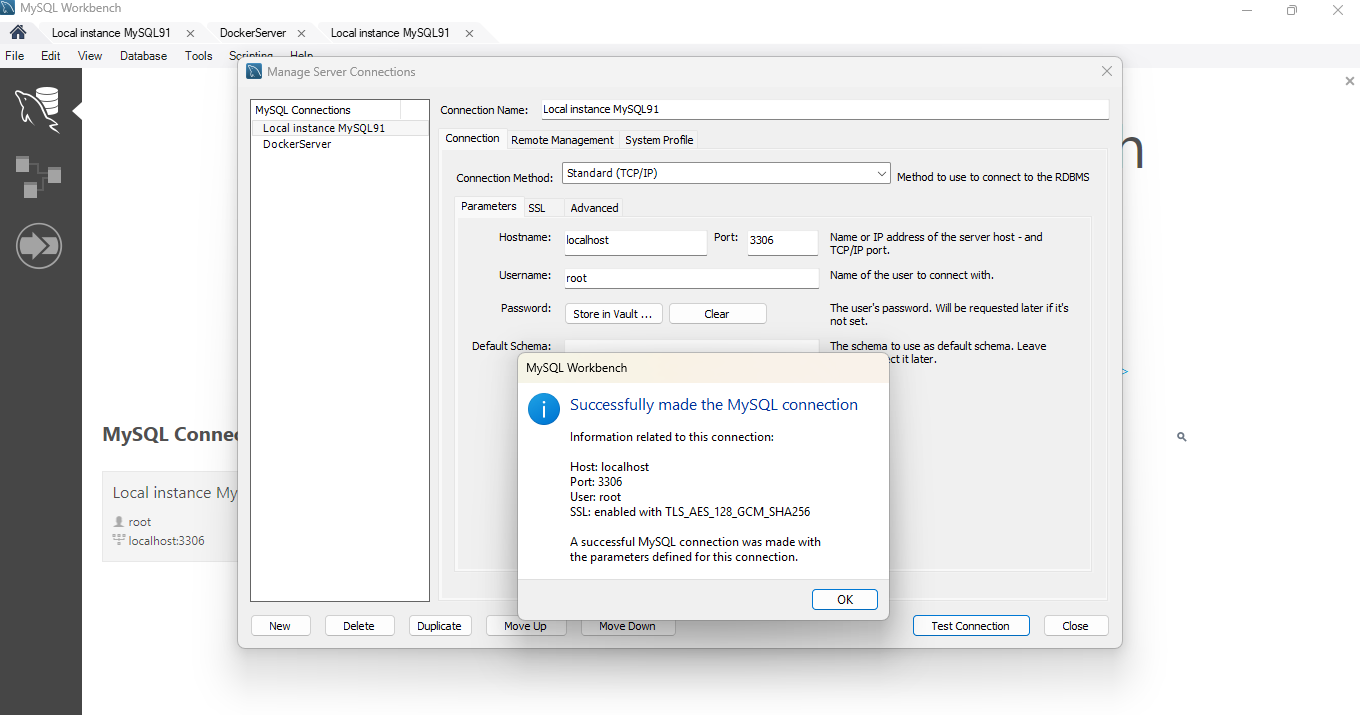 MySQL Workbench
Local instance MySQL91
DockerServer
Local instance MySQL91
File Edit View Database Tools Scripting Help
Manage Server Connections
MySQL Connections
Local instance MySQL91
DockerServer
Connection Name: Local instance MySQL91
Connection Remote Management System Profile
Connection Method: Standard (TCP/IP) Method to use to connect to the RDBMS
Parameters SSL Advanced
Hostname: localhost Port: 3306 Name or IP address of the server host - and
TCP/IP port.
Username: root Name of the user to connect with.
Password: Store in Vault ... Clear The user's password. Will be requested later if it's
not set.
Default Schema: The schema to use as default schema. Leave
it later.
MySQL Workbench
Successfully made the MySQL connection
Information related to this connection:
Host: localhost
Port: 3306
User: root
SSL: enabled with TLS_AES_128_GCM_SHA256
A successful MySQL connection was made with
the parameters defined for this connection.
OK
MySQL Connec
Local instance My
root
localhost:3306
New Delete Duplicate Move Up Move Down Test Connection Close